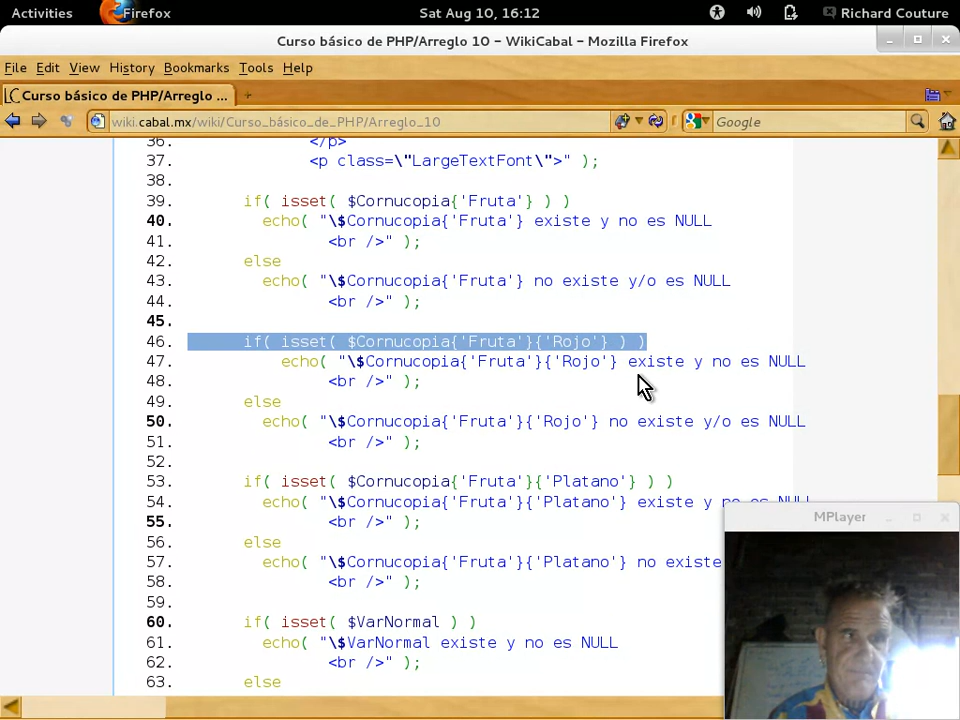 Activities Firefox Sat Aug 10, 16:12 Richard Couture
Curso básico de PHP/Arreglo 10 - WikiCabal - Mozilla Firefox
File Edit View History Bookmarks Tools Help
Curso básico de PHP/Arreglo ...
wiki.cabal.mx/wiki/Curso_básico_de_PHP/Arreglo_10 Google
36. </p>
37. <p class=\"LargeTextFont\">" );
38.
39. if( isset( $Cornucopia{'Fruta'} ) )
40. echo( "\$Cornucopia{'Fruta'} existe y no es NULL
41. <br />" );
42. else
43. echo( "\$Cornucopia{'Fruta'} no existe y/o es NULL
44. <br />" );
45.
46. if( isset( $Cornucopia{'Fruta'}{'Rojo'} ) )
47. echo( "\$Cornucopia{'Fruta'}{'Rojo'} existe y no es NULL
48. <br />" );
49. else
50. echo( "\$Cornucopia{'Fruta'}{'Rojo'} no existe y/o es NULL
51. <br />" );
52.
53. if( isset( $Cornucopia{'Fruta'}{'Platano'} ) )
54. echo( "\$Cornucopia{'Fruta'}{'Platano'} existe y no es NULL
55. <br />" );
56. else
57. echo( "\$Cornucopia{'Fruta'}{'Platano'} no existe
58. <br />" );
59.
60. if( isset( $VarNormal ) )
61. echo( "\$VarNormal existe y no es NULL
62. <br />" );
63. else
MPlayer